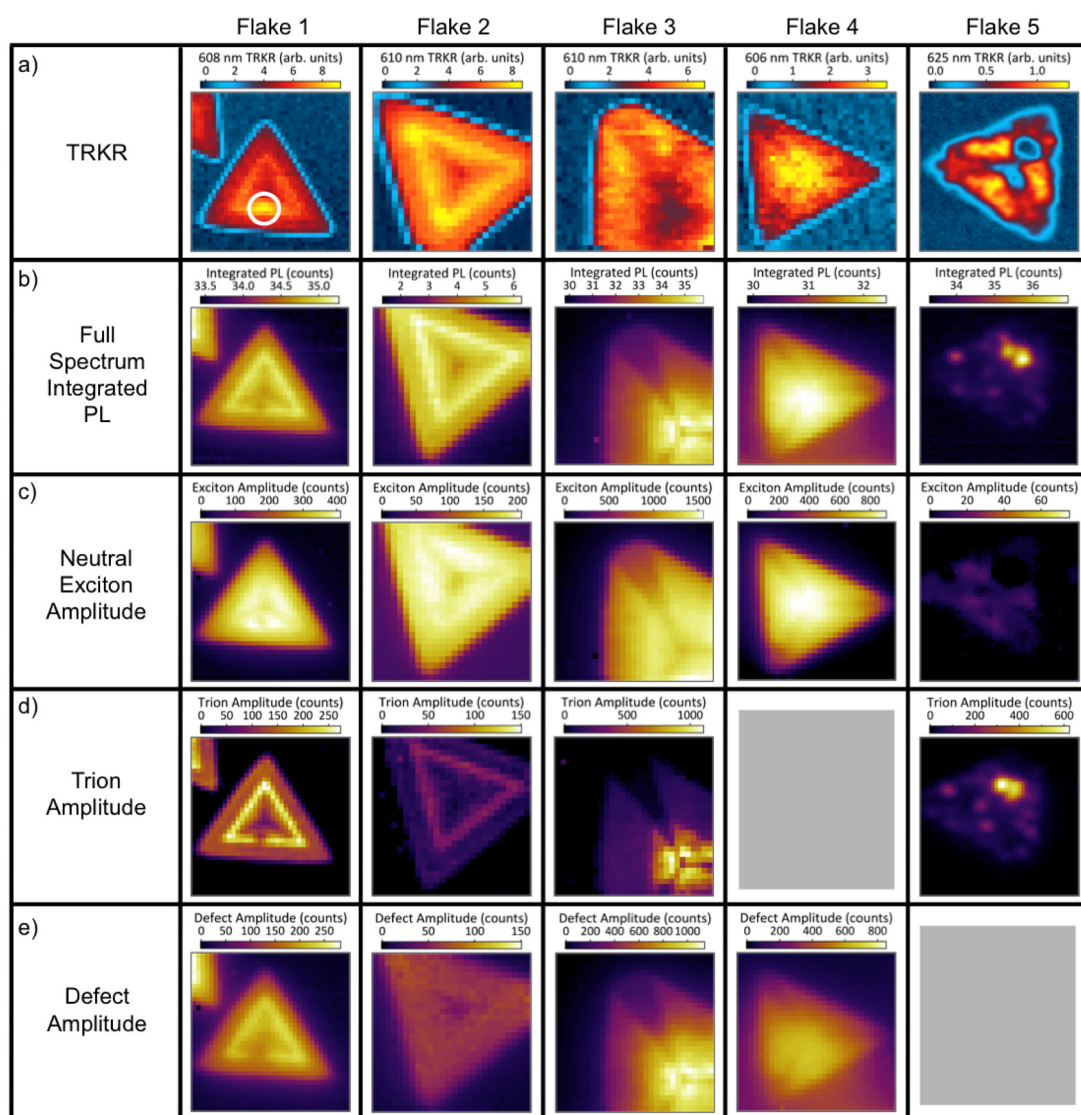 Flake 1 Flake 2 Flake 3 Flake 4 Flake 5
a)
TRKR
608 nm TRKR (arb. units)
0 4 8
610 nm TRKR (arb. units)
0 2 4 6 8
610 nm TRKR (arb. units)
0 2 4 6
606 nm TRKR (arb. units)
0 1 2 3
625 nm TRKR (arb. units)
0.0 0.5 1.0
b)
Full
Spectrum
Integrated
PL
Integrated PL (counts)
33.5 34.0 34.5 35.0
Integrated PL (counts)
2 3 4 5 6
Integrated PL (counts)
30 31 32 33 34 35
Integrated PL (counts)
30 31 32
Integrated PL (counts)
34 35 36
c)
Neutral
Exciton
Amplitude
Exciton Amplitude (counts)
0 100 200 300 400
Exciton Amplitude (counts)
0 50 100 150 200
Exciton Amplitude (counts)
0 500 1000 1500
Exciton Amplitude (counts)
0 200 400 600 800
Exciton Amplitude (counts)
0 20 40 60
d)
Trion
Amplitude
Trion Amplitude (counts)
0 50 100 150 200 250
Trion Amplitude (counts)
0 50 100 150
Trion Amplitude (counts)
0 500 1000
Trion Amplitude (counts)
0 200 400 600
e)
Defect
Amplitude
Defect Amplitude (counts)
0 50 100 150 200 250
Defect Amplitude (counts)
0 50 100 150
Defect Amplitude (counts)
0 200 400 600 800 1000
Defect Amplitude (counts)
0 200 400 600 800